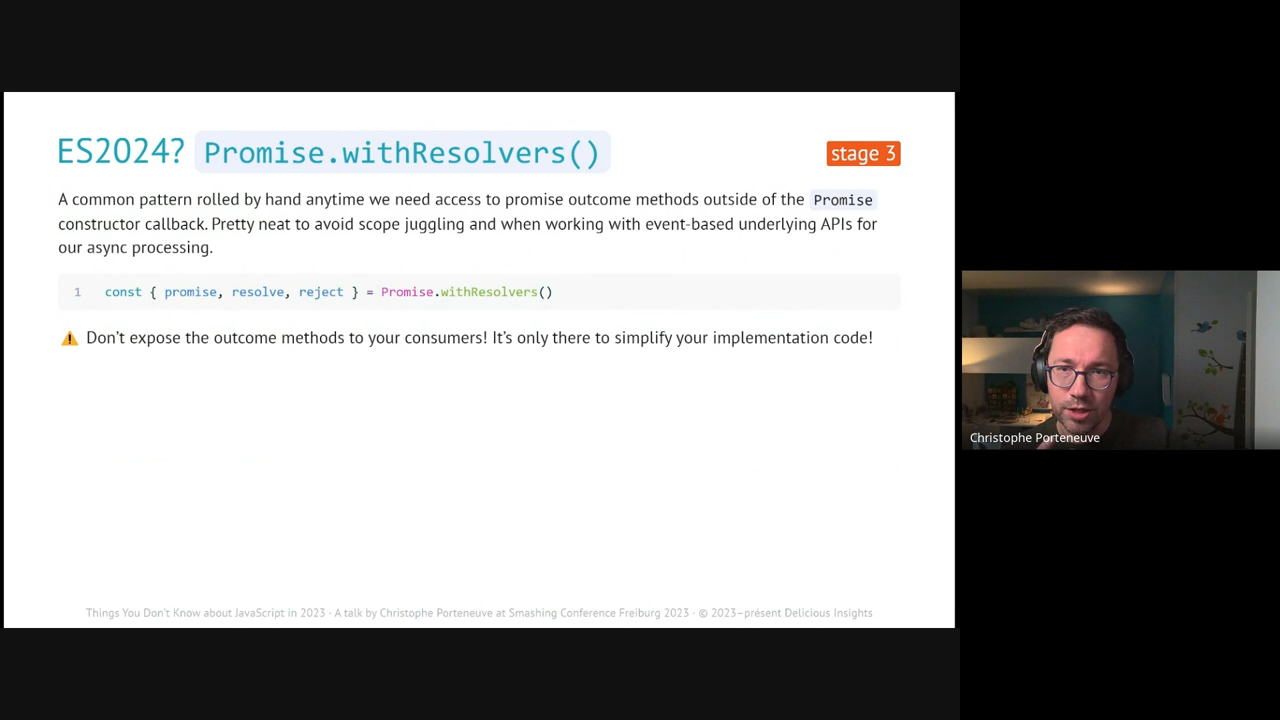 ES2024? Promise.withResolvers()
stage 3
A common pattern rolled by hand anytime we need access to promise outcome methods outside of the Promise
constructor callback. Pretty neat to avoid scope juggling and when working with event-based underlying APIs for
our async processing.
1 const { promise, resolve, reject } = Promise.withResolvers()
⚠️ Don’t expose the outcome methods to your consumers! It’s only there to simplify your implementation code!
Things You Don’t Know about JavaScript in 2023 · A talk by Christophe Porteneuve at Smashing Conference Freiburg 2023 · © 2023–présent Delicious Insights
Christophe Porteneuve